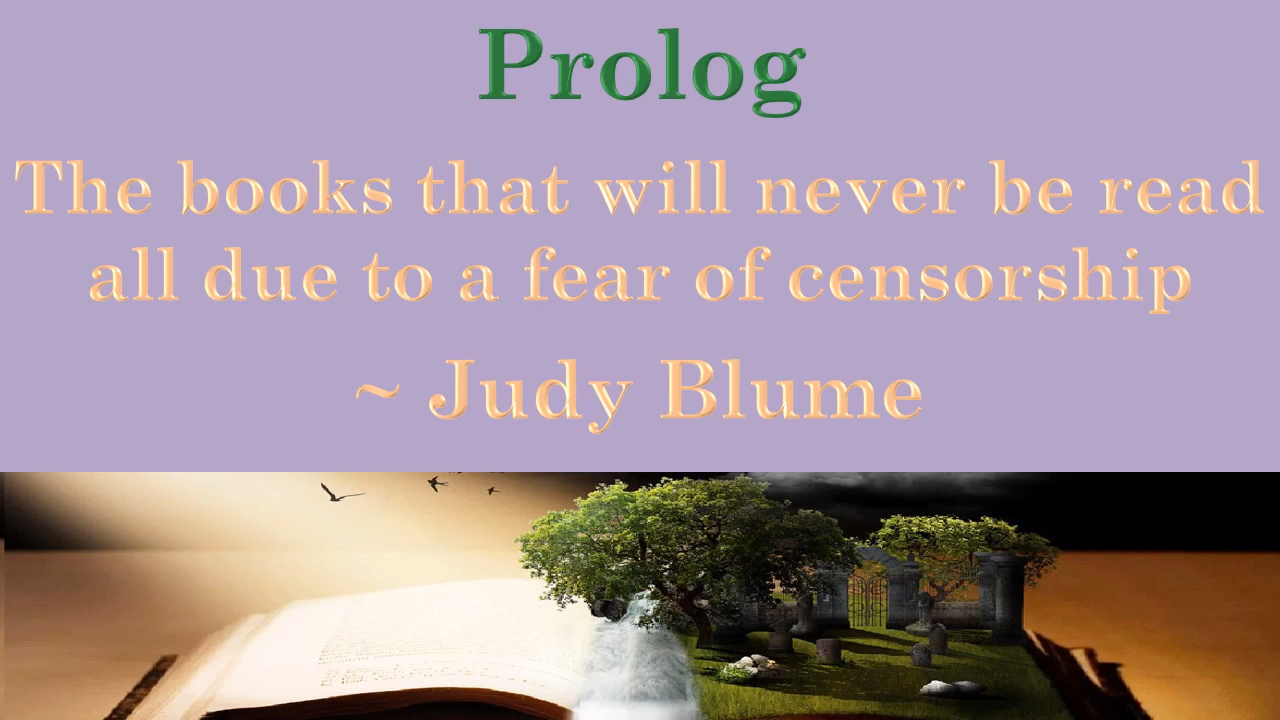 Prolog
The books that will never be read
all due to a fear of censorship
~ Judy Blume